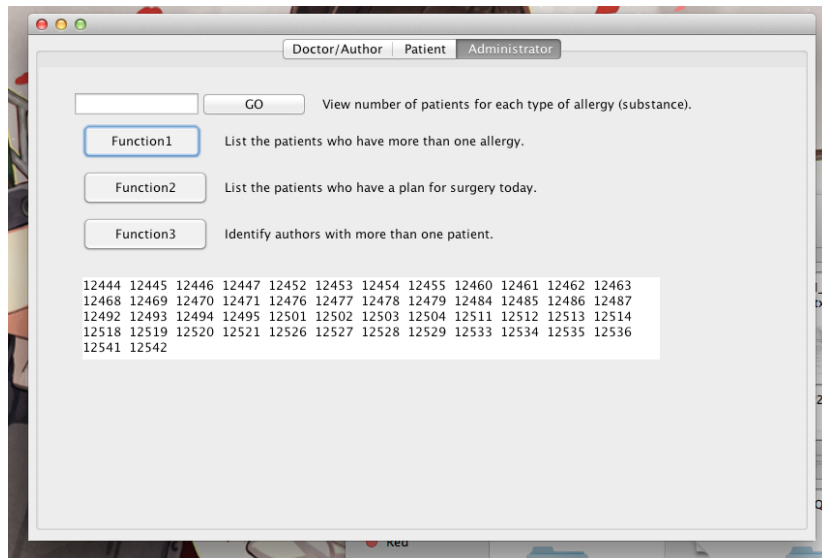 Doctor/Author Patient Administrator
GO View number of patients for each type of allergy (substance).
Function1 List the patients who have more than one allergy.
Function2 List the patients who have a plan for surgery today.
Function3 Identify authors with more than one patient.
12444 12445 12446 12447 12452 12453 12454 12455 12460 12461 12462 12463
12468 12469 12470 12471 12476 12477 12478 12479 12484 12485 12486 12487
12492 12493 12494 12495 12501 12502 12503 12504 12511 12512 12513 12514
12518 12519 12520 12521 12526 12527 12528 12529 12533 12534 12535 12536
12541 12542
Red